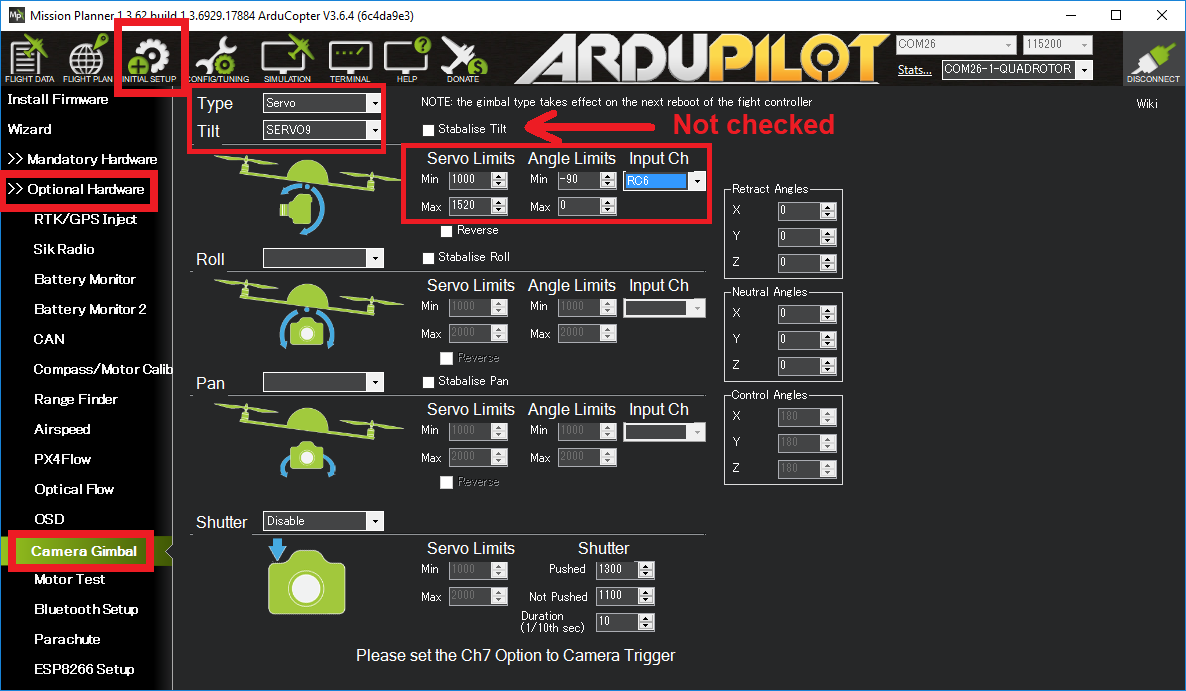 Mission Planner 1.3.62 build 1.3.6929.17884 ArduCopter V3.6.4 (6c4da9e3)
FLIGHT DATA FLIGHT PLAN INITIAL SETUP CONFIG/TUNING SIMULATION TERMINAL HELP DONATE
ARDUPILOT
COM26 115200
Stats... COM26-1-QUADROTOR
DISCONNECT
Install Firmware
Wizard
>> Mandatory Hardware
>> Optional Hardware
RTK/GPS Inject
Sik Radio
Battery Monitor
Battery Monitor 2
CAN
Compass/Motor Calib
Range Finder
Airspeed
PX4Flow
Optical Flow
OSD
Camera Gimbal
Motor Test
Bluetooth Setup
Parachute
ESP8266 Setup
Type Servo
NOTE: the gimbal type takes effect on the next reboot of the fight controller
Wiki
Tilt SERVO9
Stabalise Tilt
Not checked
Servo Limits Angle Limits Input Ch
Min 1000 Min -90 RC6
Max 1520 Max 0
Reverse
Roll
Stabalise Roll
Servo Limits Angle Limits Input Ch
Min 1000 Min 1000
Max 2000 Max 2000
Reverse
Pan
Stabalise Pan
Servo Limits Angle Limits Input Ch
Min 1000 Min 1000
Max 2000 Max 2000
Reverse
Retract Angles
X 0
Y 0
Z 0
Neutral Angles
X 0
Y 0
Z 0
Control Angles
X 180
Y 180
Z 180
Shutter Disable
Servo Limits Shutter
Min 1000 Pushed 1300
Max 2000 Not Pushed 1100
Duration
(1/10th sec) 10
Please set the Ch7 Option to Camera Trigger